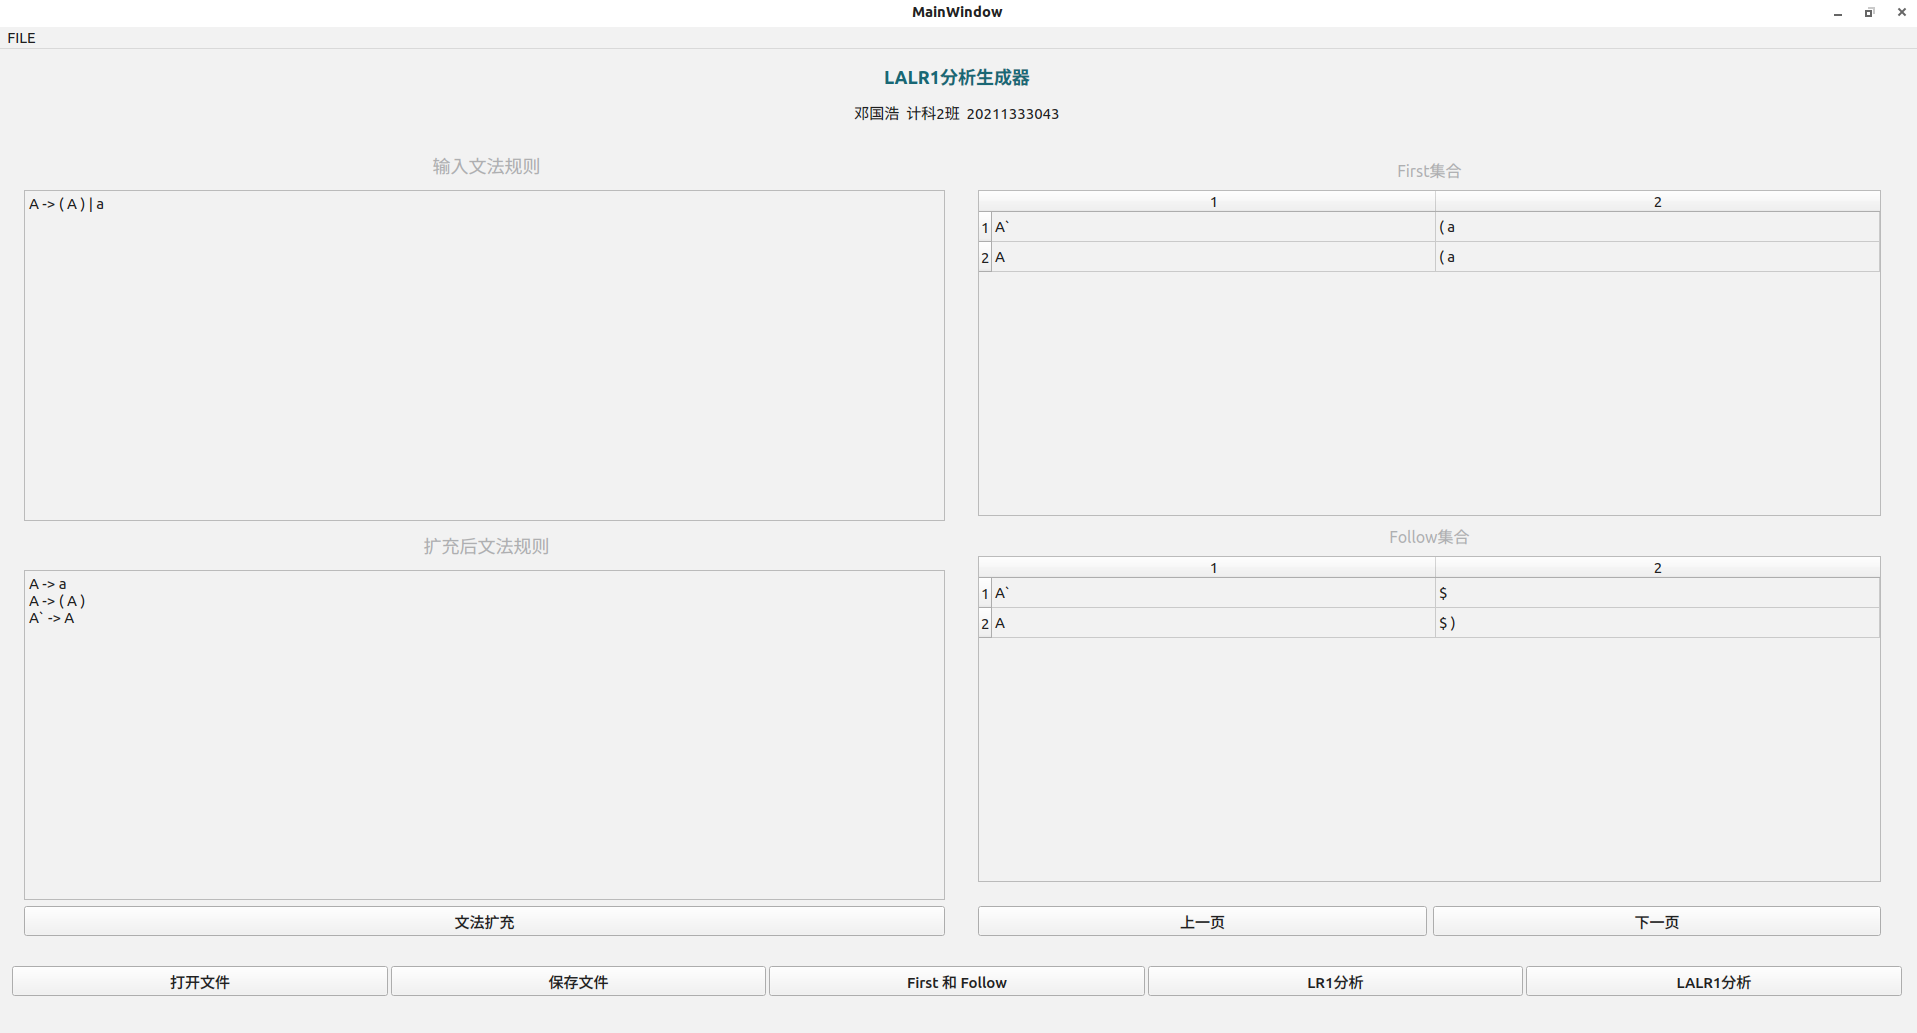 MainWindow
FILE
LALR1分析生成器
邓国浩 计科2班 20211333043
输入文法规则
A -> ( A ) | a
扩充后文法规则
A -> a
A -> ( A )
A` -> A
文法扩充
First集合
1 2
1 A` ( a
2 A ( a
Follow集合
1 2
1 A` $
2 A $ )
上一页 下一页
打开文件 保存文件 First 和 Follow LR1分析 LALR1分析